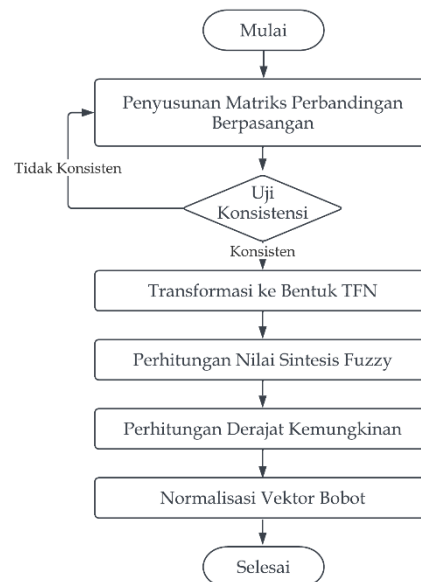 Mulai
Penyusunan Matriks Perbandingan
Berpasangan
Tidak Konsisten
Uji
Konsistensi
Konsisten
Transformasi ke Bentuk TFN
Perhitungan Nilai Sintesis Fuzzy
Perhitungan Derajat Kemungkinan
Normalisasi Vektor Bobot
Selesai